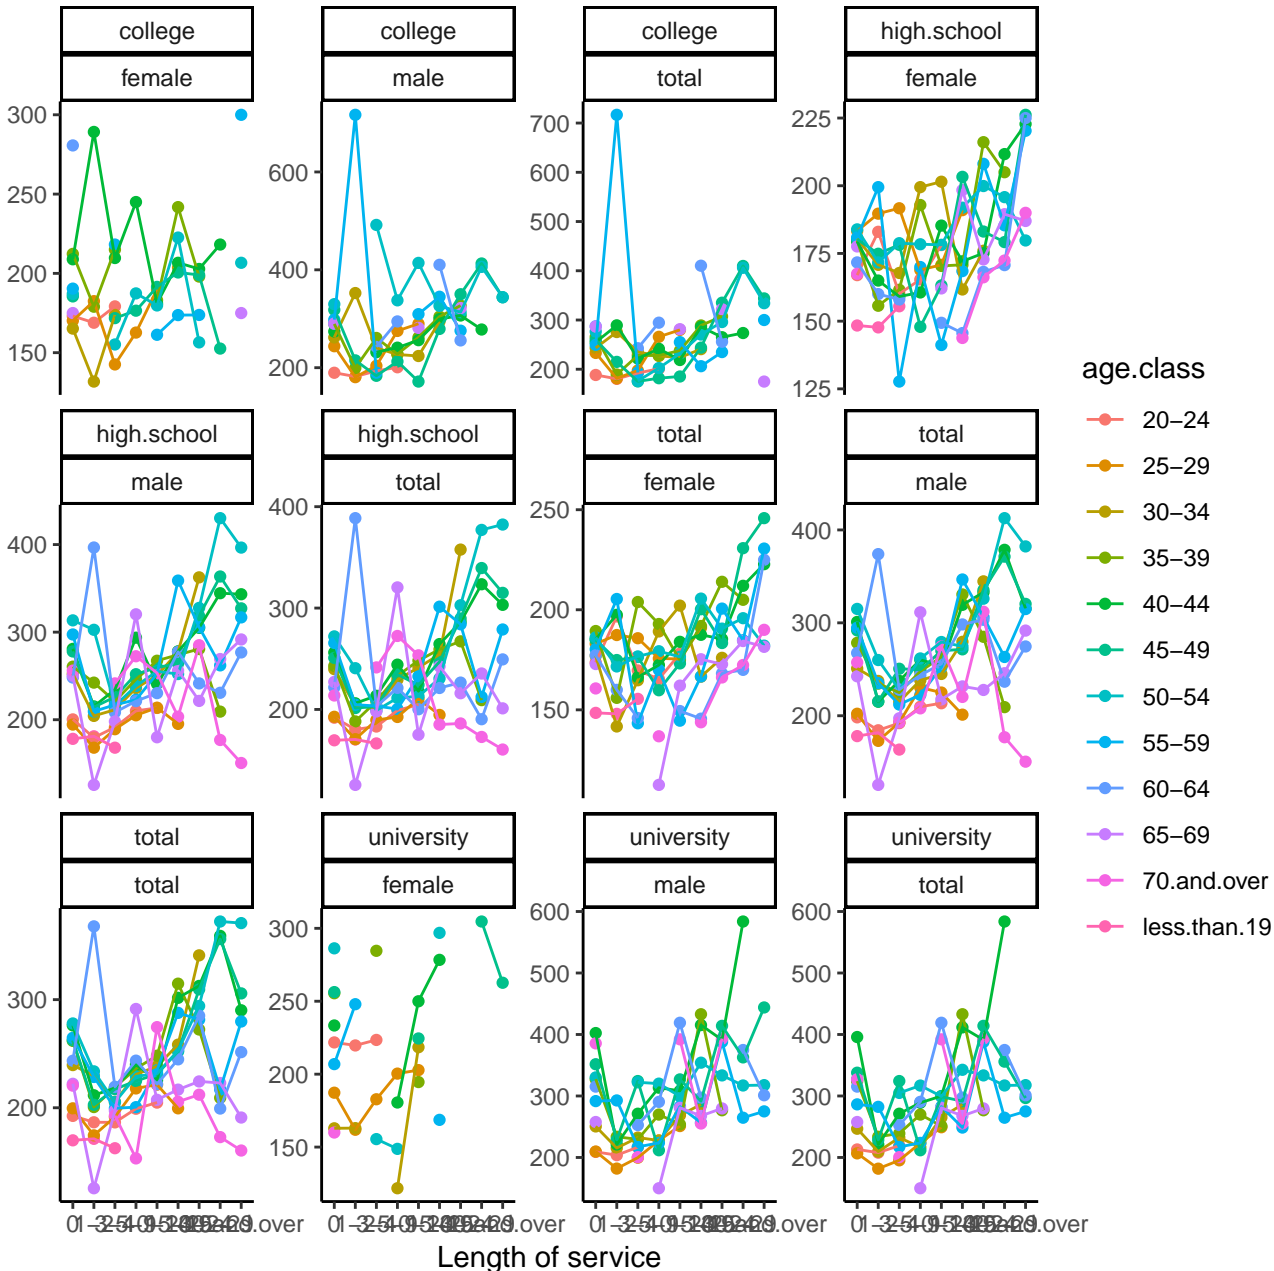 college
female
college
male
college
total
high.school
female
300
250
200
150
600
400
200
700
600
500
400
300
200
225
200
175
150
125
high.school
male
high.school
total
total
female
total
male
400
300
200
400
300
200
250
200
150
400
300
200
total
total
university
female
university
male
university
total
300
200
300
250
200
150
600
500
400
300
200
600
500
400
300
200
Length of service
age.class
20−24
25−29
30−34
35−39
40−44
45−49
50−54
55−59
60−64
65−69
70.and.over
less.than.19